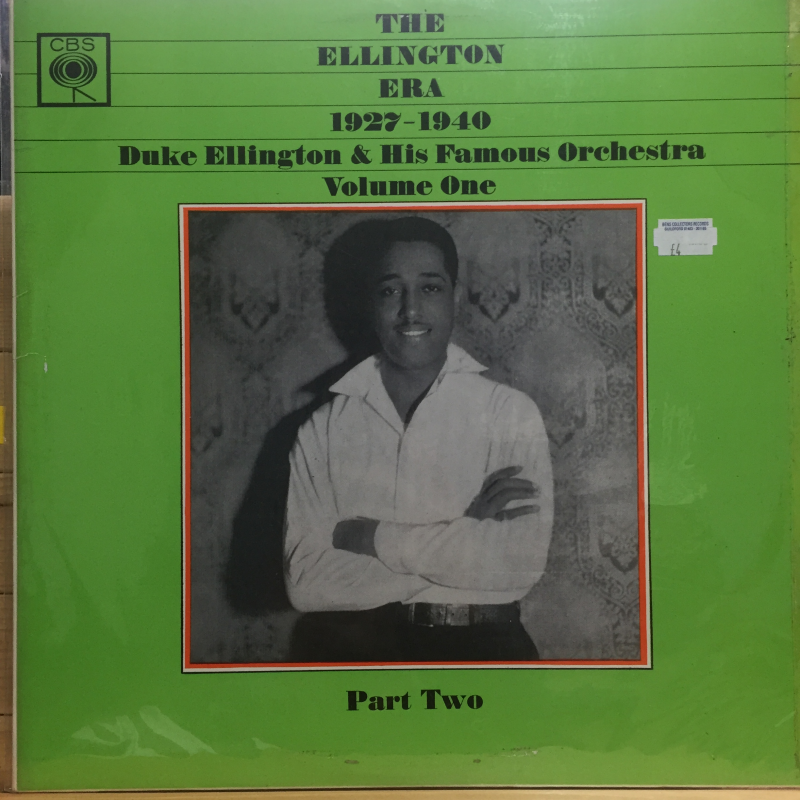 THE
CBS
ELLINGTON
ERA
1927-1940
Duke Ellington & His Famous Orchestra
Volume One
£4
Part Two